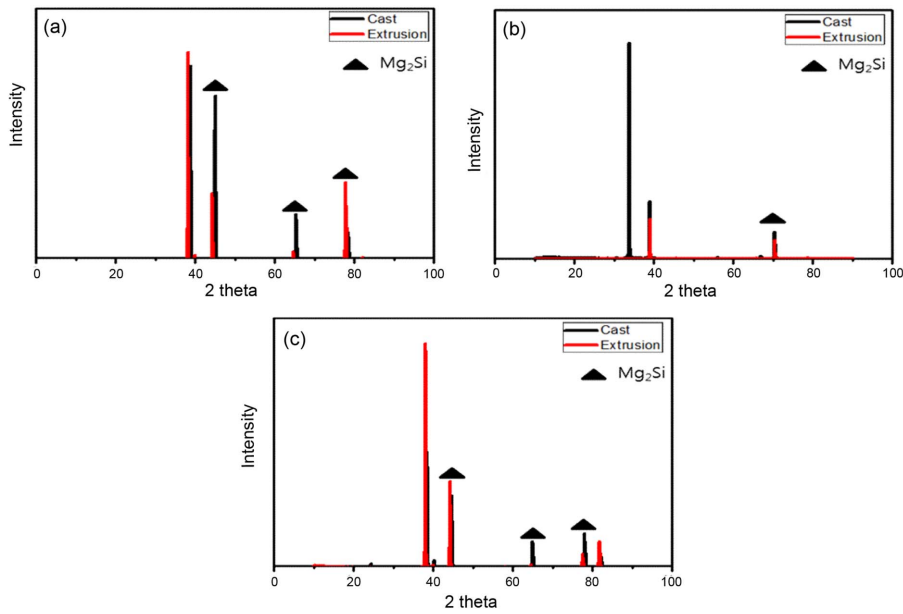 (a)
Cast
Extrusion
Mg₂Si
Intensity
0 20 40 60 80 100
2 theta
(b)
Cast
Extrusion
Mg₂Si
Intensity
0 20 40 60 80 100
2 theta
(c)
Cast
Extrusion
Mg₂Si
Intensity
0 20 40 60 80 100
2 theta